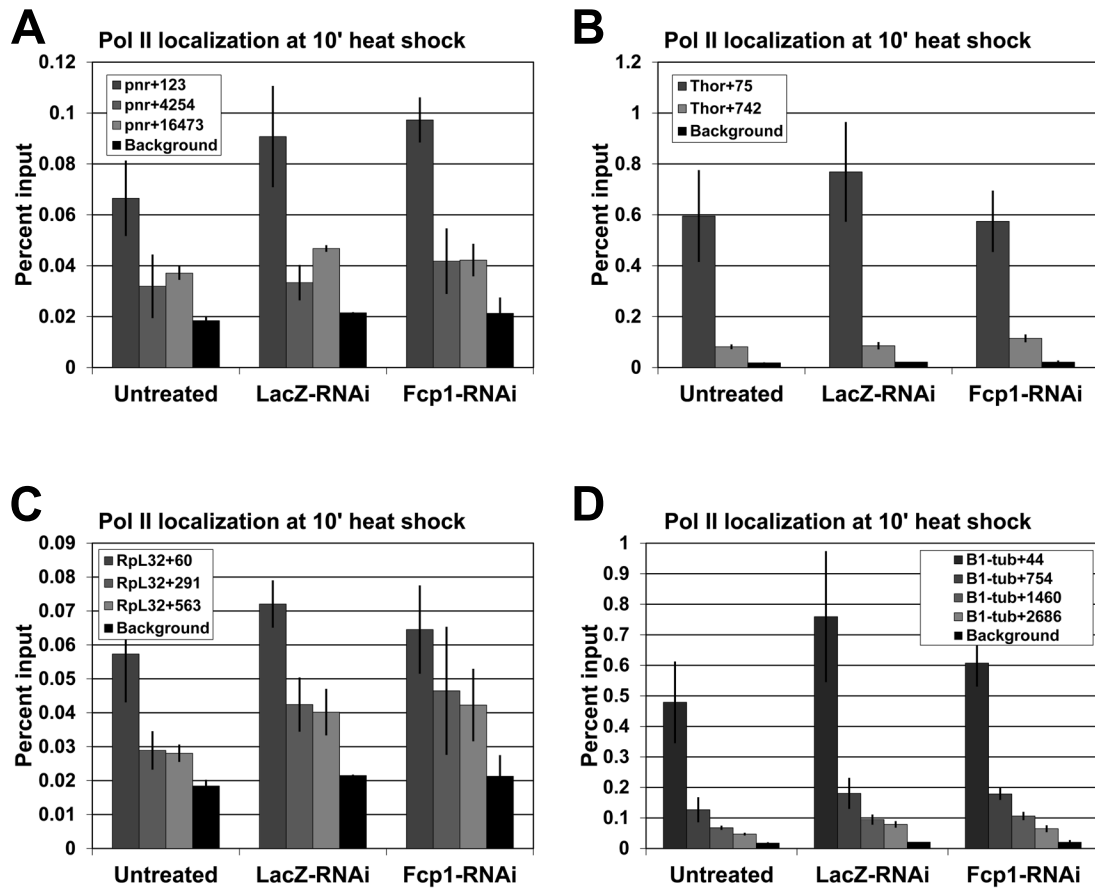 A
Pol II localization at 10' heat shock
Percent input
0.12
0.1
0.08
0.06
0.04
0.02
0
pnr+123
pnr+4254
pnr+16473
Background
Untreated LacZ-RNAi Fcp1-RNAi
B
Pol II localization at 10' heat shock
Percent input
1.2
1
0.8
0.6
0.4
0.2
0
Thor+75
Thor+742
Background
Untreated LacZ-RNAi Fcp1-RNAi
C
Pol II localization at 10' heat shock
Percent input
0.09
0.08
0.07
0.06
0.05
0.04
0.03
0.02
0.01
0
RpL32+60
RpL32+291
RpL32+563
Background
Untreated LacZ-RNAi Fcp1-RNAi
D
Pol II localization at 10' heat shock
Percent input
1
0.9
0.8
0.7
0.6
0.5
0.4
0.3
0.2
0.1
0
B1-tub+44
B1-tub+754
B1-tub+1460
B1-tub+2686
Background
Untreated LacZ-RNAi Fcp1-RNAi